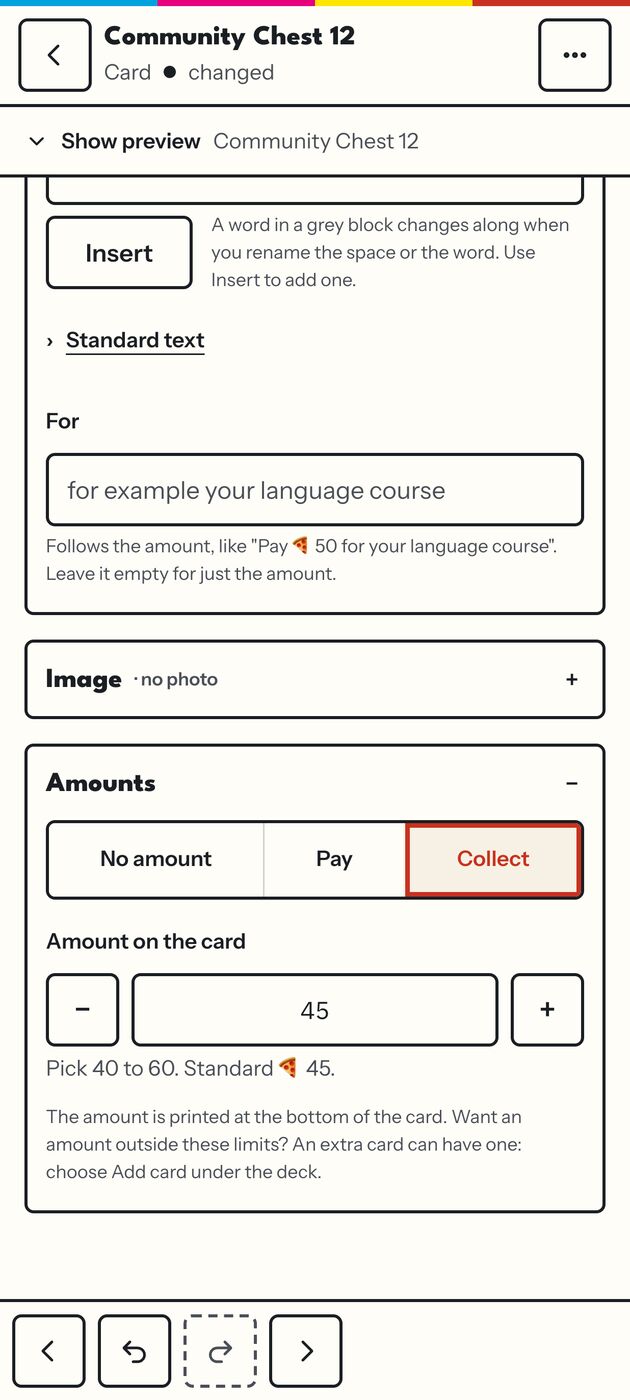 Community Chest 12
Card ● changed
Show preview Community Chest 12
Insert
A word in a grey block changes along when
you rename the space or the word. Use
Insert to add one.
› Standard text
For
for example your language course
Follows the amount, like "Pay 🍕 50 for your language course".
Leave it empty for just the amount.
Image · no photo +
Amounts −
No amount Pay Collect
Amount on the card
− 45 +
Pick 40 to 60. Standard 🍕 45.
The amount is printed at the bottom of the card. Want an
amount outside these limits? An extra card can have one:
choose Add card under the deck.